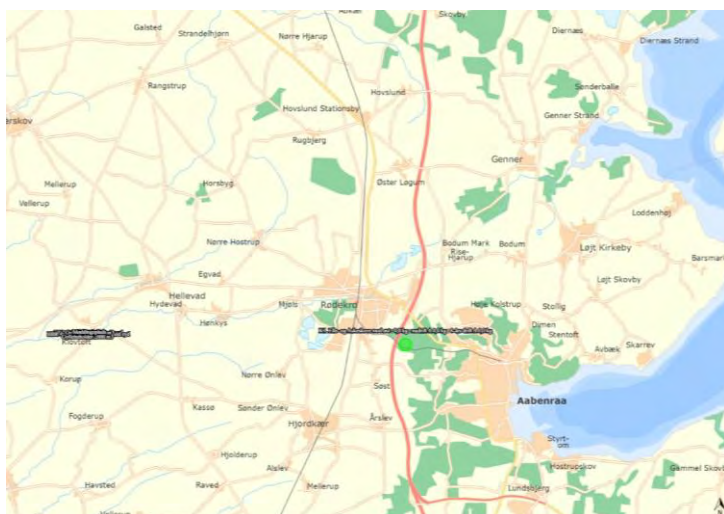 Galsted
Strandelhjørn
Nørre Hjarup
Skovby
Diernæs
Diernæs Strand
Rangstrup
Hovslund
Sønderballe
Hovslund Stationsby
Genner Strand
erskov
Rugbjerg
Genner
Øster Løgum
Mellerup
Horsbyg
Vellerup
Loddenhøj
Nørre Hostrup
Bodum Mark
Bodum
Løjt Kirkeby
Rise-
Hjarup
Barsmark
Egvad
Løjt Skovby
Hellevad
Mjøls
Rødekro
Høje Kolstrup
Stollig
Hydevad
Hønkys
Dimen
Stentoft
Klovtoft
Avbæk
Skarrev
Korup
Nørre Ønlev
Søst
Aabenraa
Kassø
Sønder Ønlev
Årslev
Fogderup
Hjordkær
Styrt-
om
Hjolderup
Alslev
Hostrupskov
Gammel Skovby
Havsted
Raved
Mellerup
Lundsbjerg